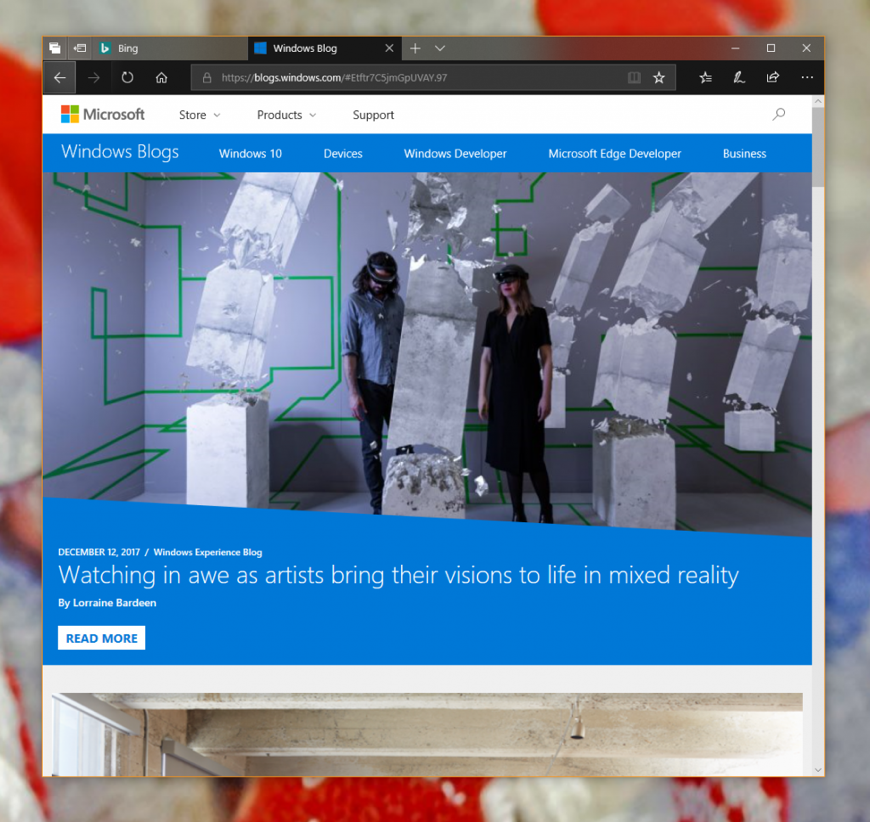 Bing
Windows Blog
https://blogs.windows.com/#Etftr7C5jmGpUVAY.97
Microsoft
Store
Products
Support
Windows Blogs
Windows 10
Devices
Windows Developer
Microsoft Edge Developer
Business
DECEMBER 12, 2017 / Windows Experience Blog
Watching in awe as artists bring their visions to life in mixed reality
By Lorraine Bardeen
READ MORE